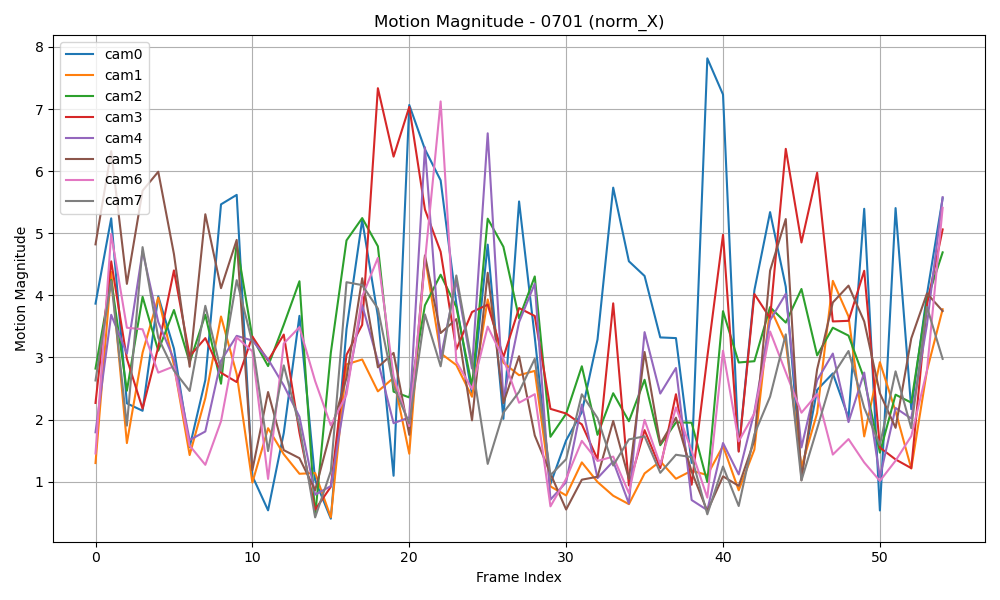 Motion Magnitude - 0701 (norm_X)
cam0
cam1
cam2
cam3
cam4
cam5
cam6
cam7
Motion Magnitude
8
7
6
5
4
3
2
1
0 10 20 30 40 50
Frame Index